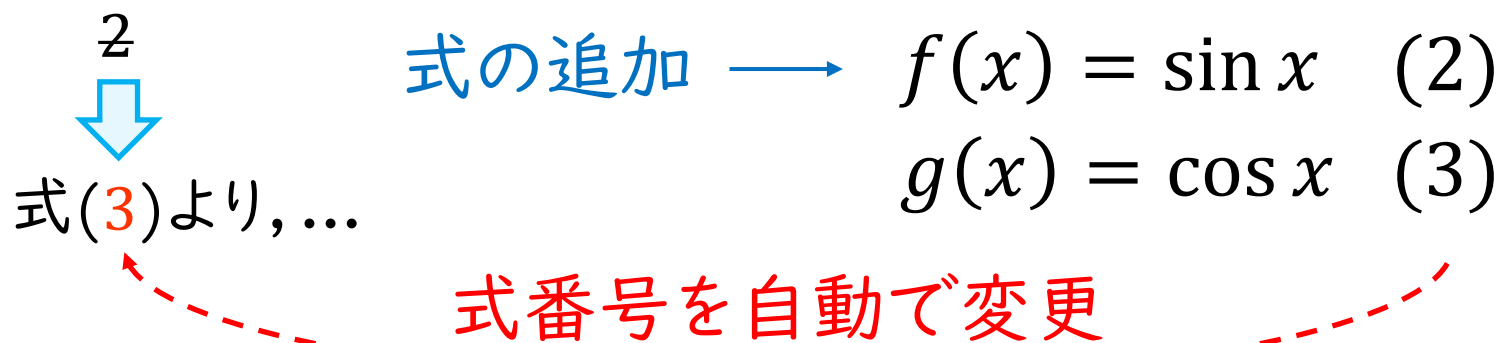 2
式の追加
f(x) = sin x (2)
g(x) = cos x (3)
式(3)より, …
式番号を自動で変更